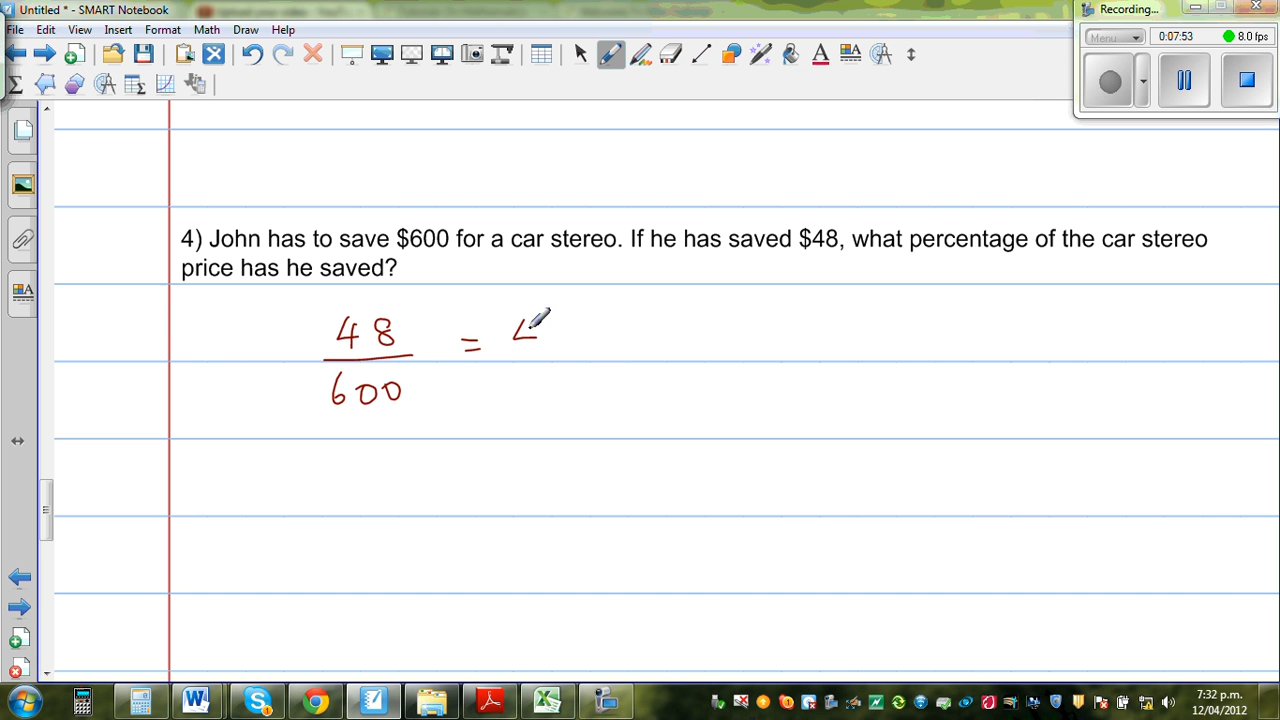 Untitled * - SMART Notebook
Recording...
File Edit View Insert Format Math Draw Help
Menu 0:07:53 8.0 fps
4) John has to save $600 for a car stereo. If he has saved $48, what percentage of the car stereo
price has he saved?
48
=
600
7:32 p.m.
12/04/2012